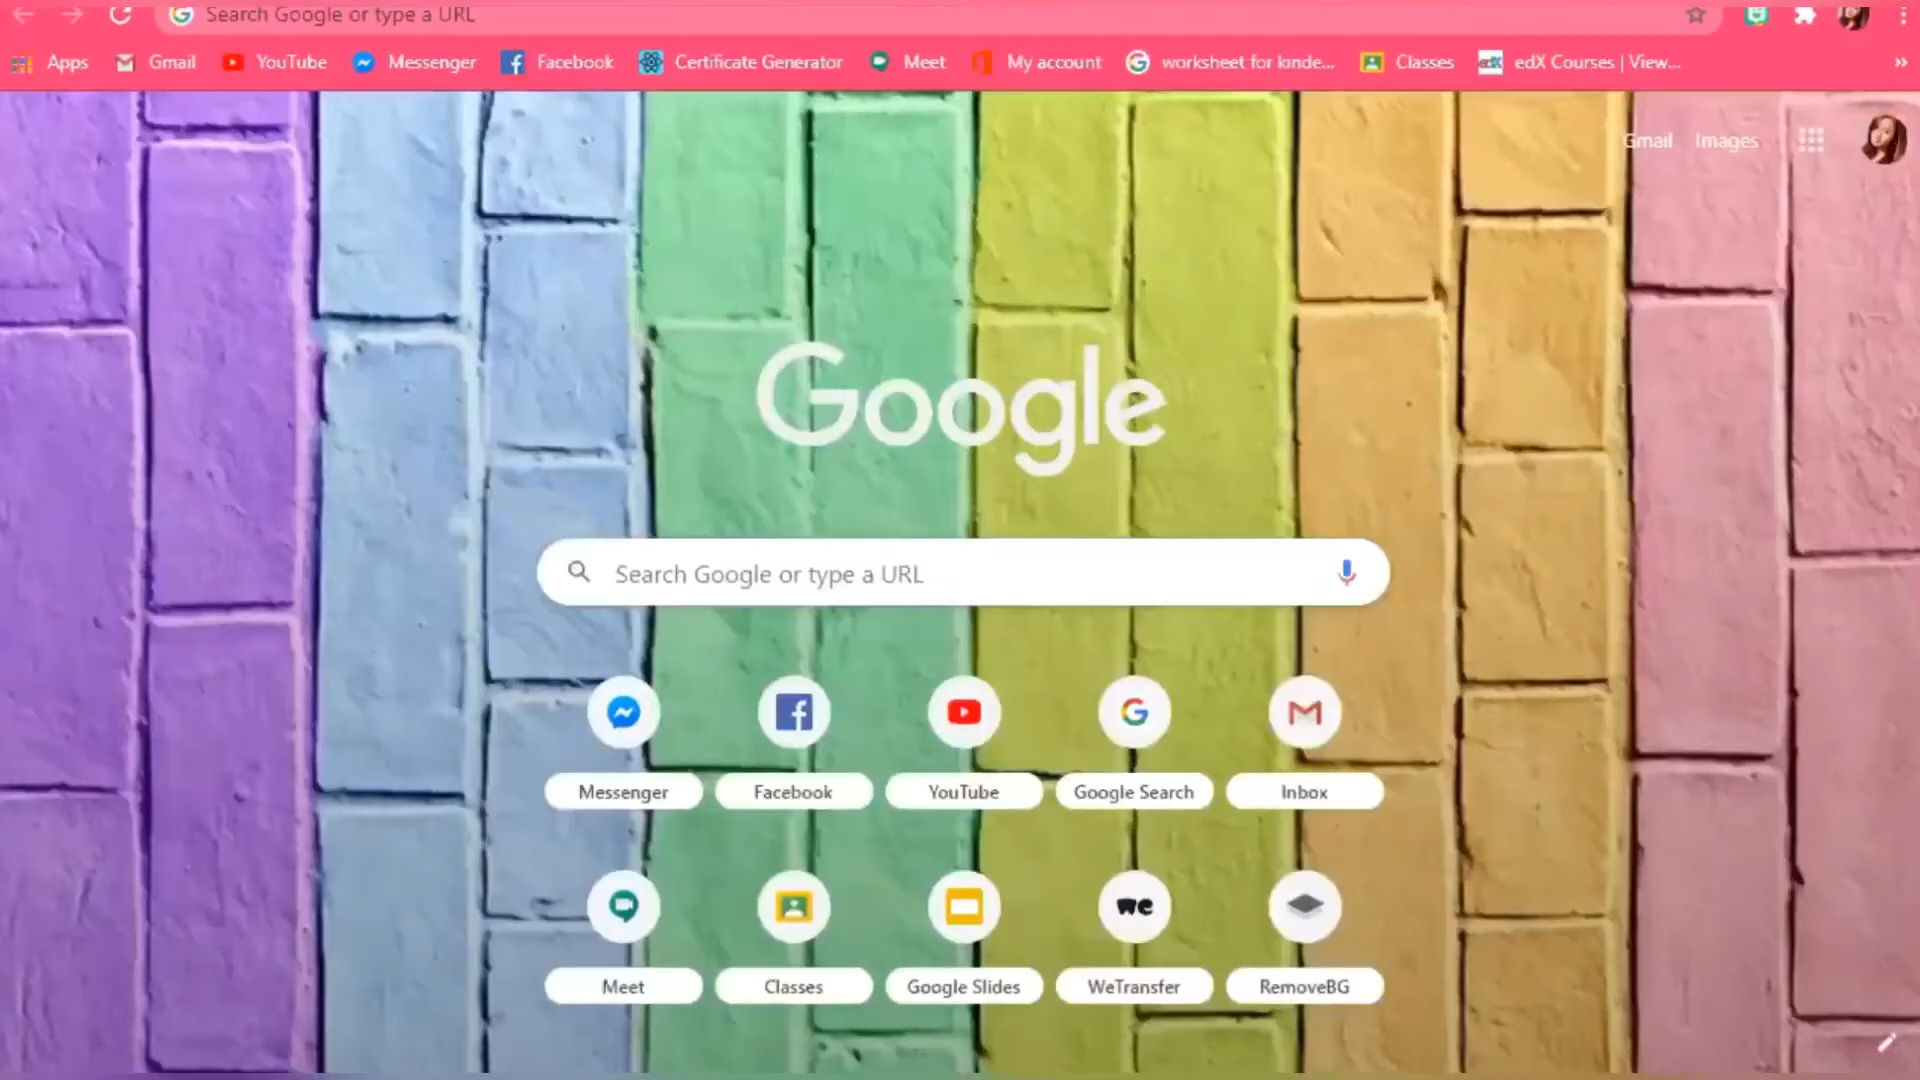 Search Google or type a URL
Apps Gmail YouTube Messenger Facebook Certificate Generator Meet My account worksheet for kinde... edX Classes edX Courses | View... »
Gmail Images
Google
Search Google or type a URL
Messenger Facebook YouTube Google Search Inbox
we
Meet Classes Google Slides WeTransfer RemoveBG